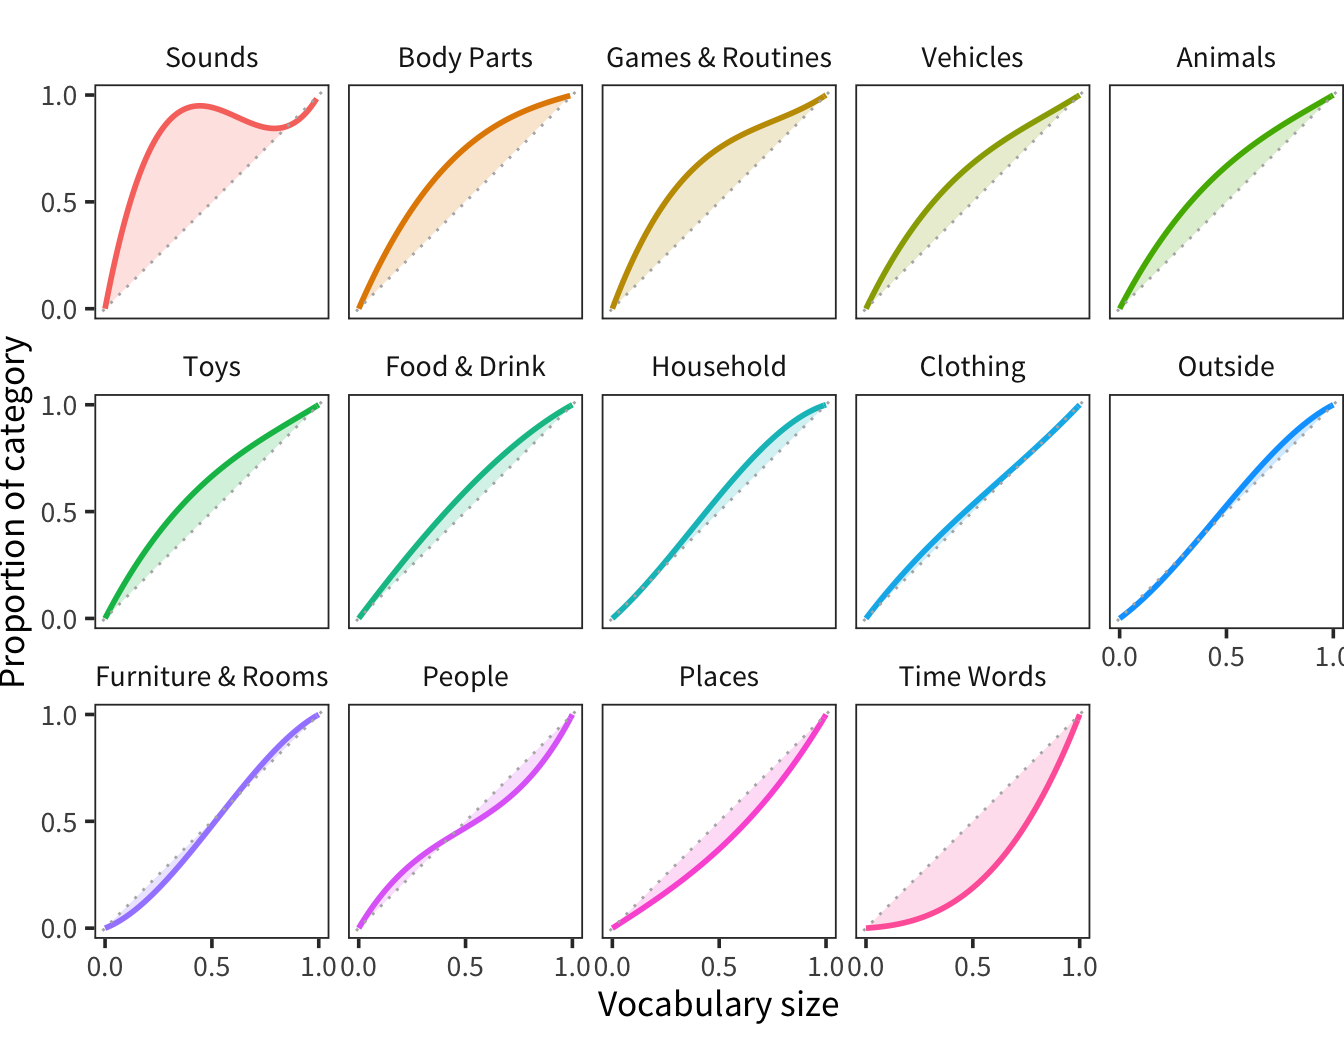 Sounds Body Parts Games & Routines Vehicles Animals
1.0
0.5
0.0
Toys Food & Drink Household Clothing Outside
1.0
0.5
0.0
0.0 0.5 1.0
Furniture & Rooms People Places Time Words
1.0
0.5
0.0
0.0 0.5 1.0 0.0 0.5 1.0 0.0 0.5 1.0 0.0 0.5 1.0
Vocabulary size
Proportion of category